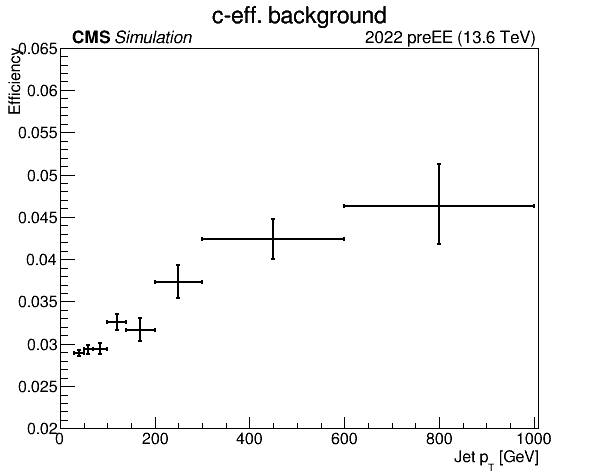 c-eff. background
CMS Simulation
2022 preEE (13.6 TeV)
Efficiency
0.065
0.06
0.055
0.05
0.045
0.04
0.035
0.03
0.025
0.02
0 200 400 600 800 1000
Jet p_T [GeV]